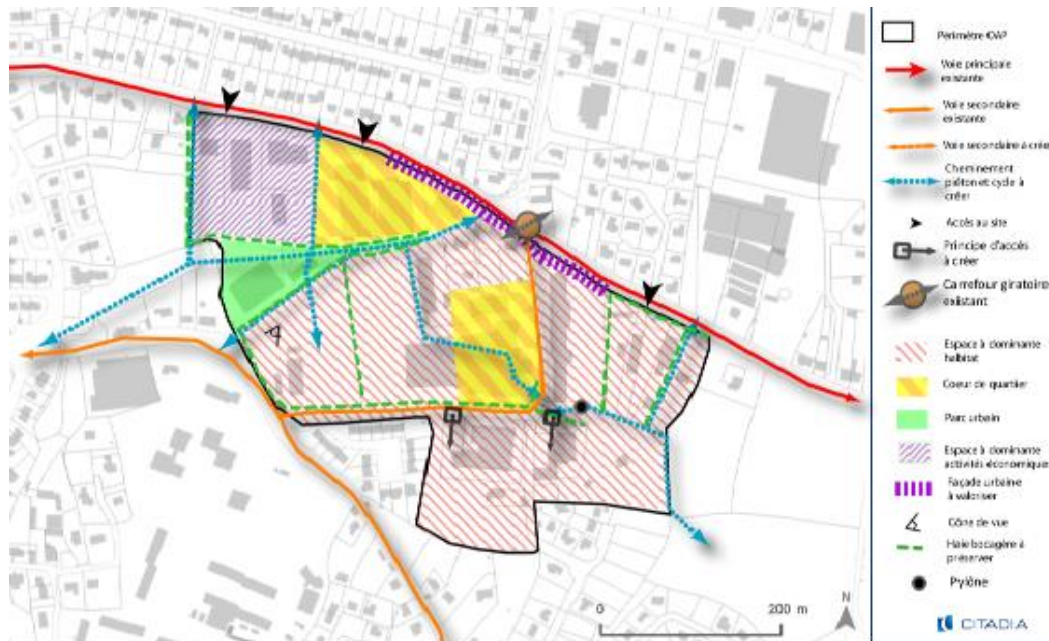 Périmètre OAP
Voie principale
existante
Voie secondaire
existante
Voie secondaire à crée
Cheminement
piéton et cycle à
créer
Accès au site
Principe d'accès
à créer
Carrefour giratoire
existant
Espace à dominante
habitat
Coeur de quartier
Parc urbain
Espace à dominante
activités économiques
Façade urbaine
à valoriser
Cône de vue
Haie bocagère à
préserver
Pylône
0
200 m
N
CITADIA